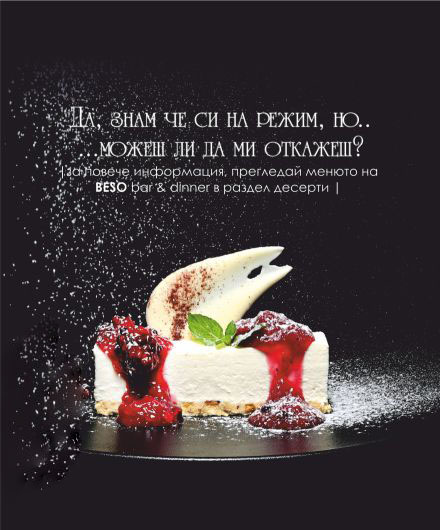 Да, знам че си на режим, но..
...можеш ли да ми откажеш?
|за повече информация, прегледай менюто на
BESO bar & dinner в раздел десерти |